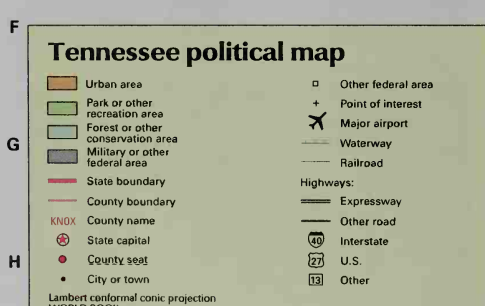 F
Tennessee political map
Urban area
Park or other
recreation area
Forest or other
conservation area
Military or other
federal area
State boundary
County boundary
KNOX County name
State capital
County seat
City or town
Other federal area
Point of interest
Major airport
Waterway
Railroad
Highways:
Expressway
Other road
40 Interstate
27 U.S.
13 Other
G
H
Lambert conformal conic projection